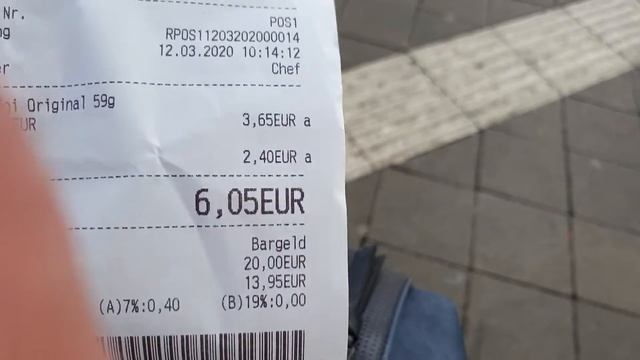 Nr. POS1
RPOS11203202000014
12.03.2020 10:14:12
Chef
Original 59g
EUR 3,65EUR a
2,40EUR a
6,05EUR
Bargeld
20,00EUR
13,95EUR
(A)7%:0,40 (B)19%:0,00